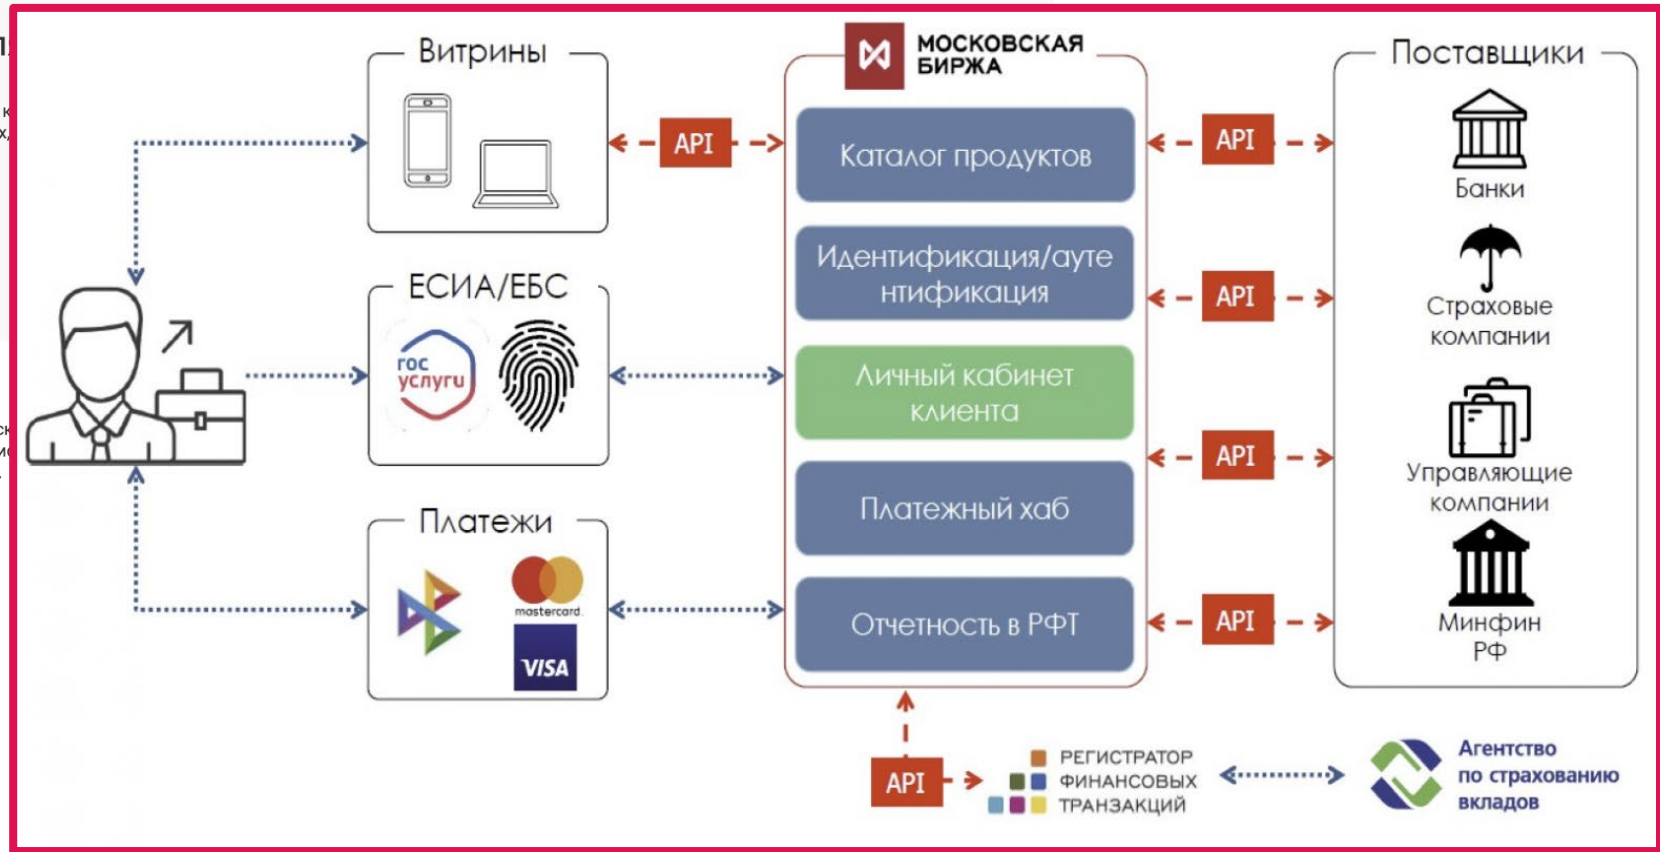 Витрины
API
МОСКОВСКАЯ
БИРЖА
Каталог продуктов
Идентификация/ауте
нтификация
Личный кабинет
клиента
Платежный хаб
Отчетность в РФТ
API
API
API
API
Поставщики
Банки
Страховые
компании
Управляющие
компании
Минфин
РФ
ЕСИА/ЕБС
гос
услуги
Платежи
mastercard.
VISA
API
РЕГИСТРАТОР
ФИНАНСОВЫХ
ТРАНЗАКЦИЙ
Агентство
по страхованию
вкладов